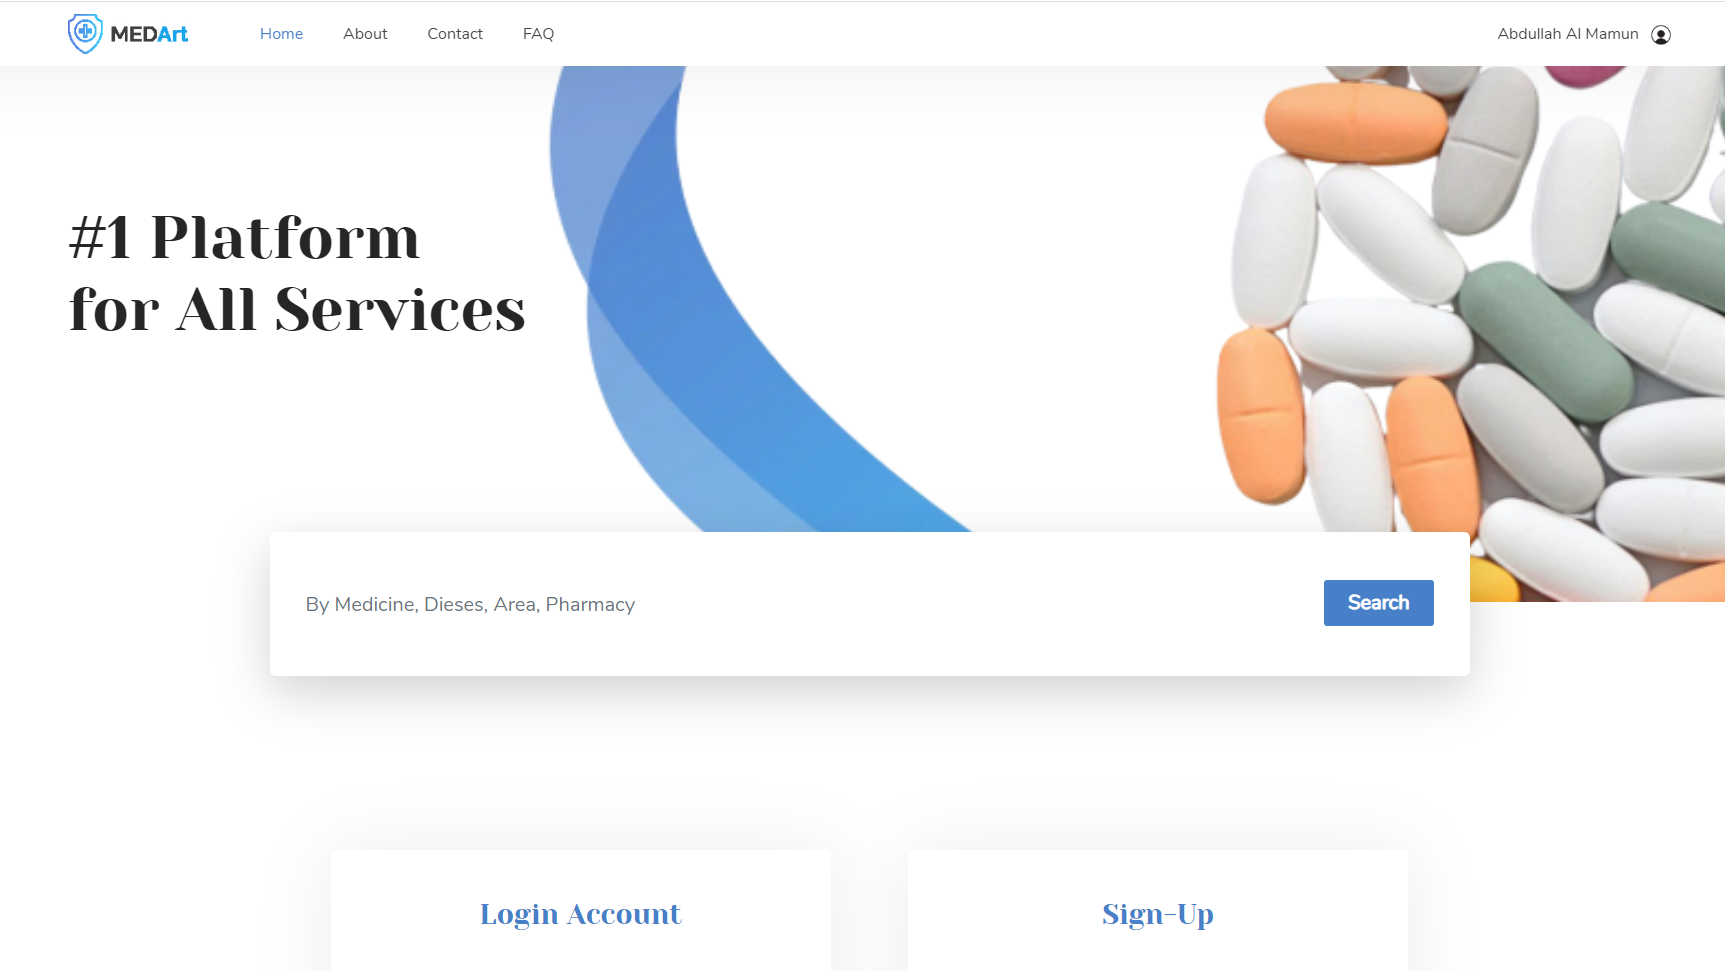 MEDArt
Home About Contact FAQ
Abdullah Al Mamun
#1 Platform
for All Services
By Medicine, Dieses, Area, Pharmacy
Search
Login Account
Sign-Up